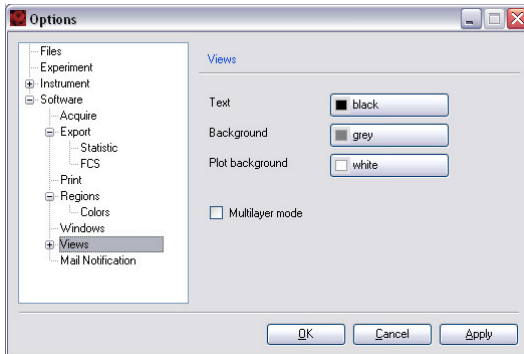 Options
Files
Experiment
Instrument
Software
Acquire
Export
Statistic
FCS
Print
Regions
Colors
Windows
Views
Mail Notification
Views
Text
black
Background
grey
Plot background
white
Multilayer mode
OK
Cancel
Apply